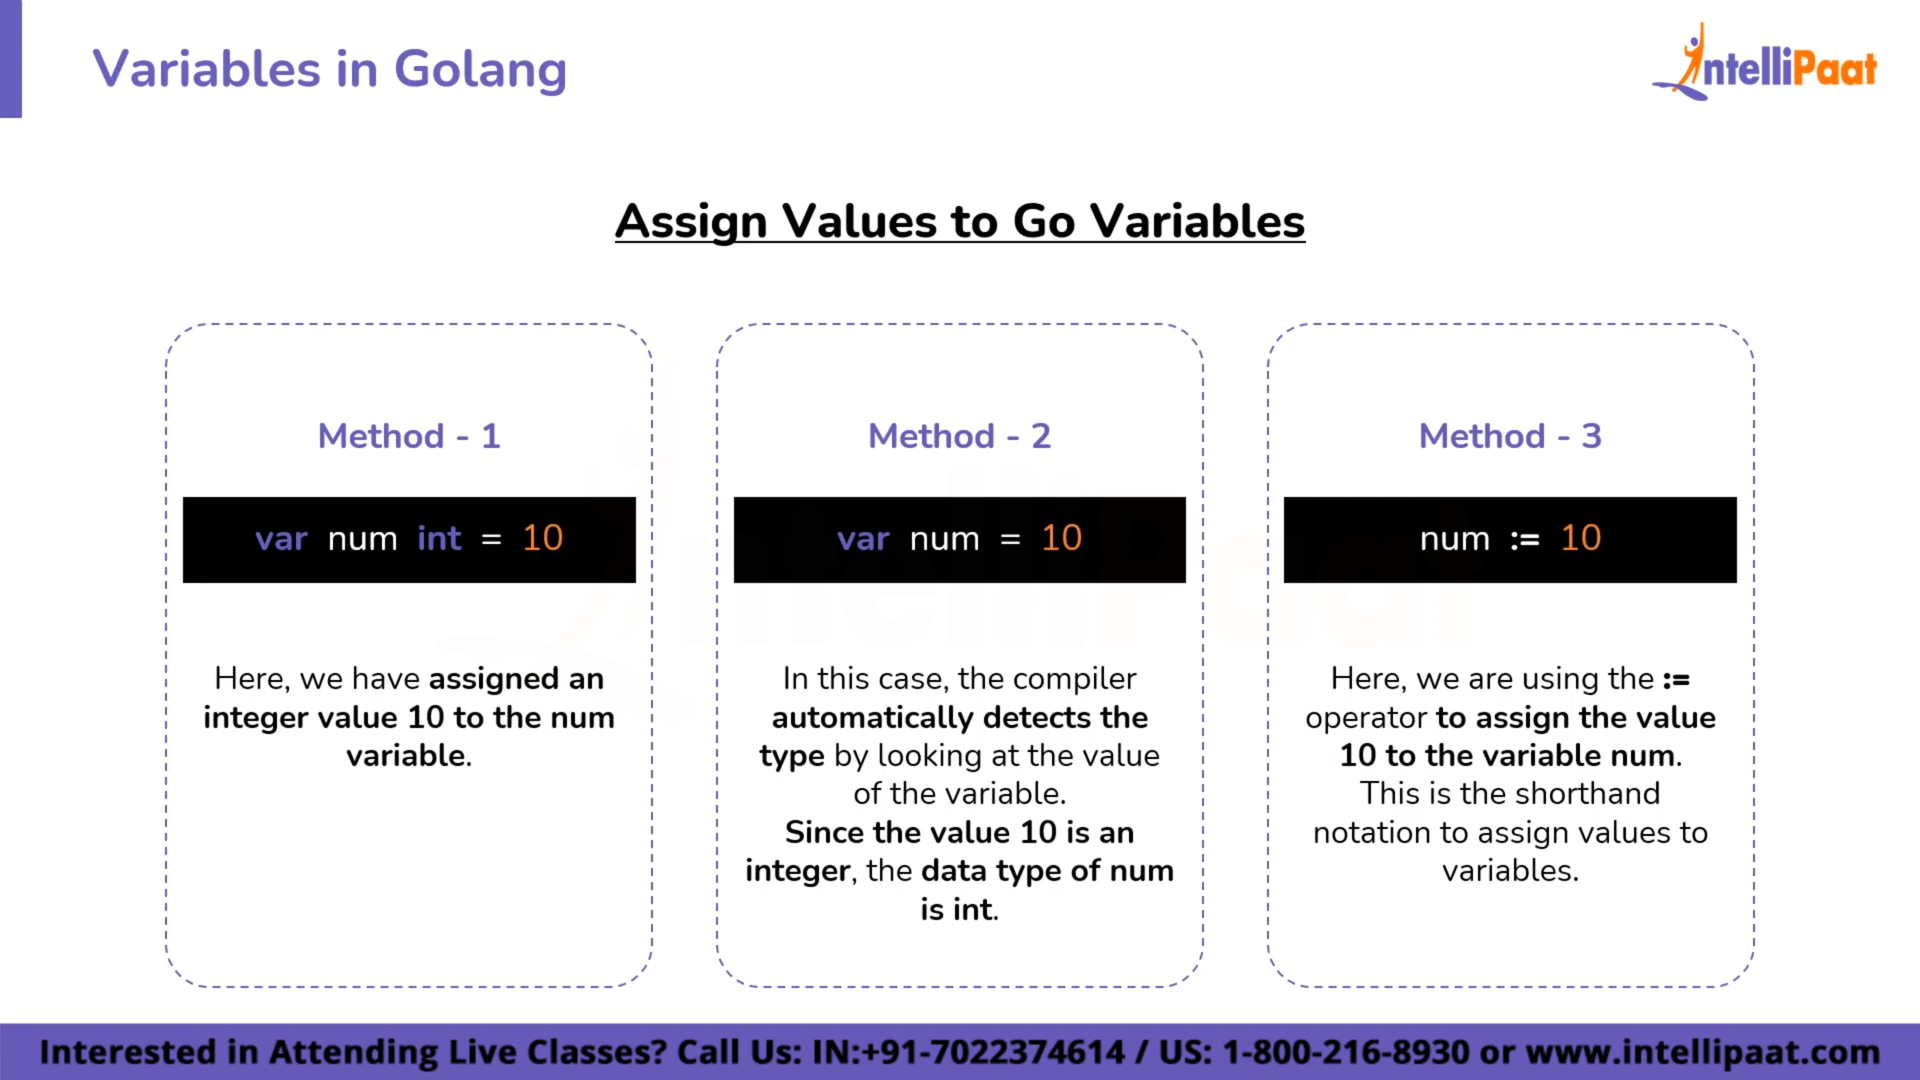 Variables in Golang
IntelliPaat
Assign Values to Go Variables
Method - 1
var num int = 10
Here, we have assigned an
integer value 10 to the num
variable.
Method - 2
var num = 10
In this case, the compiler
automatically detects the
type by looking at the value
of the variable.
Since the value 10 is an
integer, the data type of num
is int.
Method - 3
num := 10
Here, we are using the :=
operator to assign the value
10 to the variable num.
This is the shorthand
notation to assign values to
variables.
Interested in Attending Live Classes? Call Us: IN:+91-7022374614 / US: 1-800-216-8930 or www.intellipaat.com